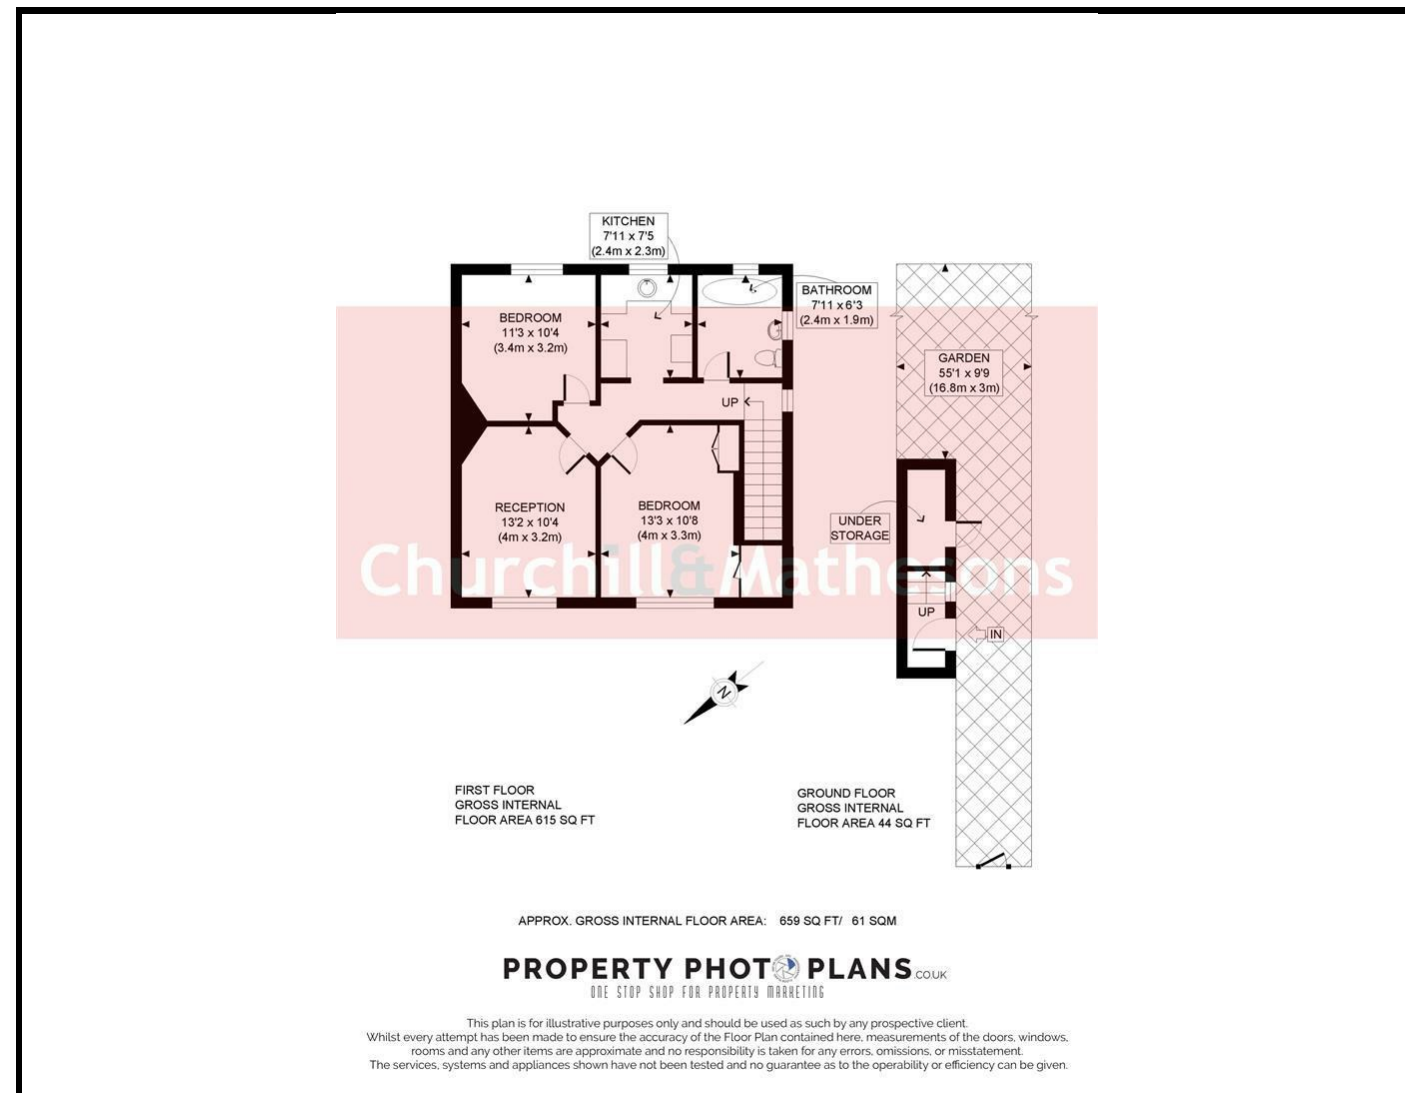 KITCHEN
7'11 x 7'5
(2.4m x 2.3m)
BEDROOM
11'3 x 10'4
(3.4m x 3.2m)
BATHROOM
7'11 x 6'3
(2.4m x 1.9m)
GARDEN
55'1 x 9'9
(16.8m x 3m)
UP
RECEPTION
13'2 x 10'4
(4m x 3.2m)
BEDROOM
13'3 x 10'8
(4m x 3.3m)
UNDER
STORAGE
Churchill&Mathesons
UP
IN
N
FIRST FLOOR
GROSS INTERNAL
FLOOR AREA 615 SQ FT
GROUND FLOOR
GROSS INTERNAL
FLOOR AREA 44 SQ FT
APPROX. GROSS INTERNAL FLOOR AREA: 659 SQ FT/ 61 SQM
PROPERTY PHOTO PLANS.CO.UK
ONE STOP SHOP FOR PROPERTY MARKETING
This plan is for illustrative purposes only and should be used as such by any prospective client.
Whilst every attempt has been made to ensure the accuracy of the Floor Plan contained here, measurements of the doors, windows,
rooms and any other items are approximate and no responsibility is taken for any errors, omissions, or misstatement.
The services, systems and appliances shown have not been tested and no guarantee as to the operability or efficiency can be given.